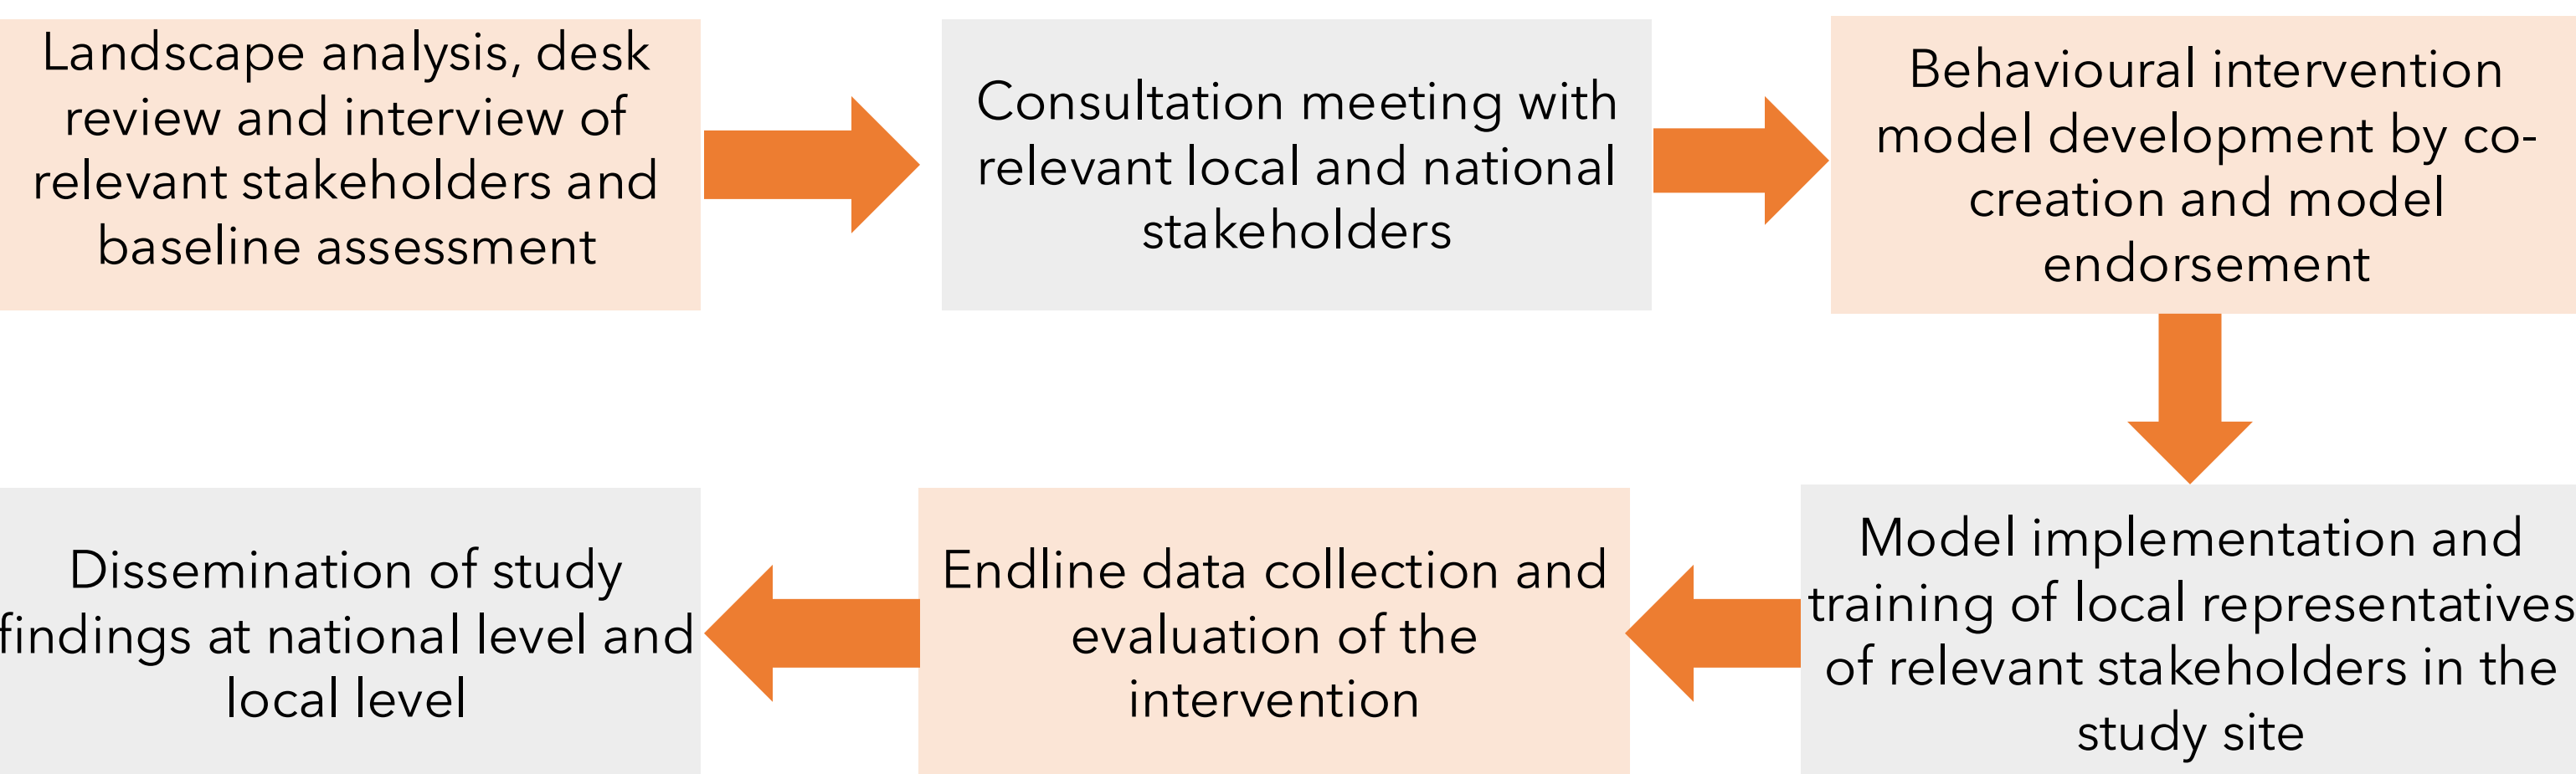 Landscape analysis, desk
review and interview of
relevant stakeholders and
baseline assessment
Consultation meeting with
relevant local and national
stakeholders
Behavioural intervention
model development by co-
creation and model
endorsement
Model implementation and
training of local representatives
of relevant stakeholders in the
study site
Endline data collection and
evaluation of the
intervention
Dissemination of study
findings at national level and
local level